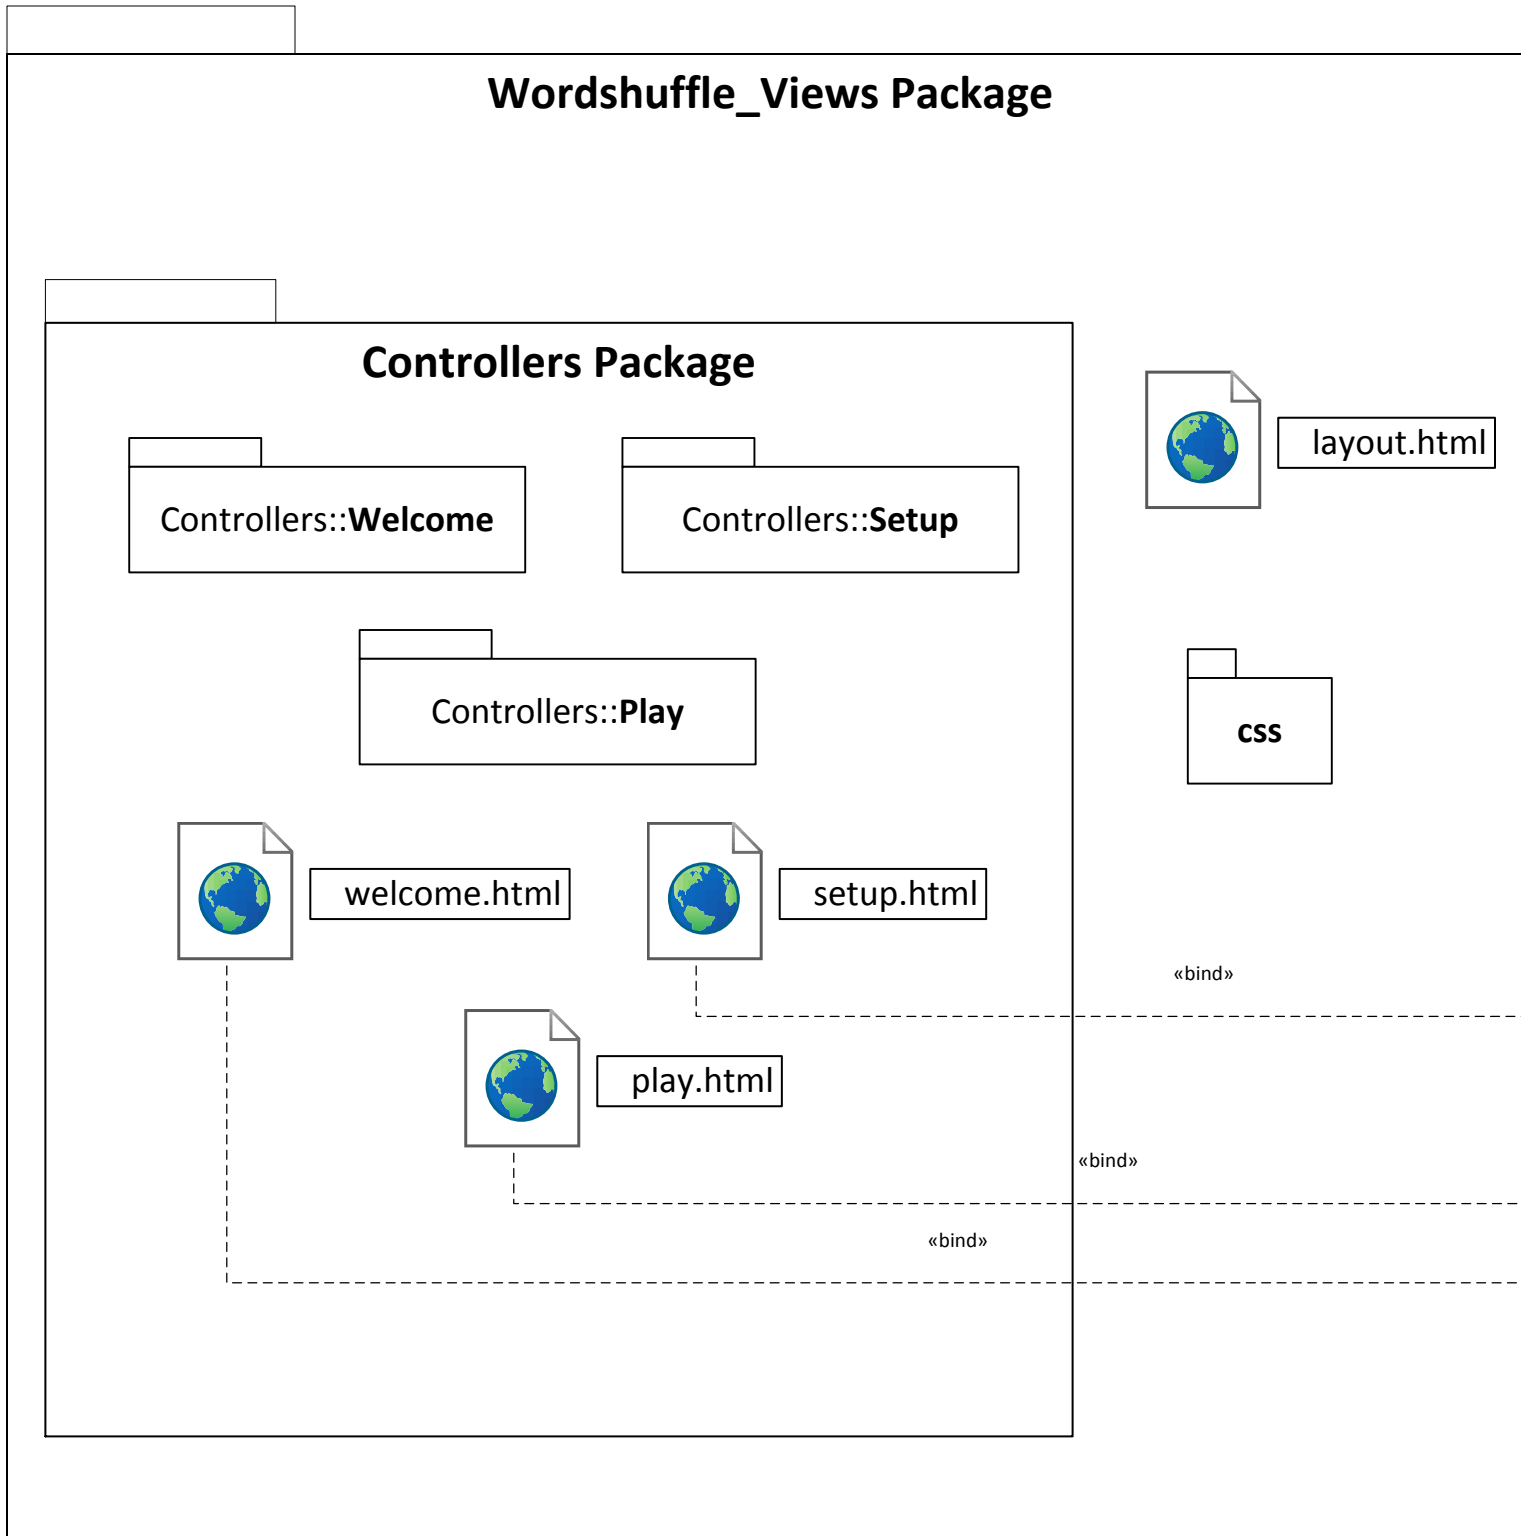 Wordshuffle_Views Package
Controllers Package
layout.html
Controllers::Welcome
Controllers::Setup
Controllers::Play
css
welcome.html
setup.html
«bind»
play.html
«bind»
«bind»